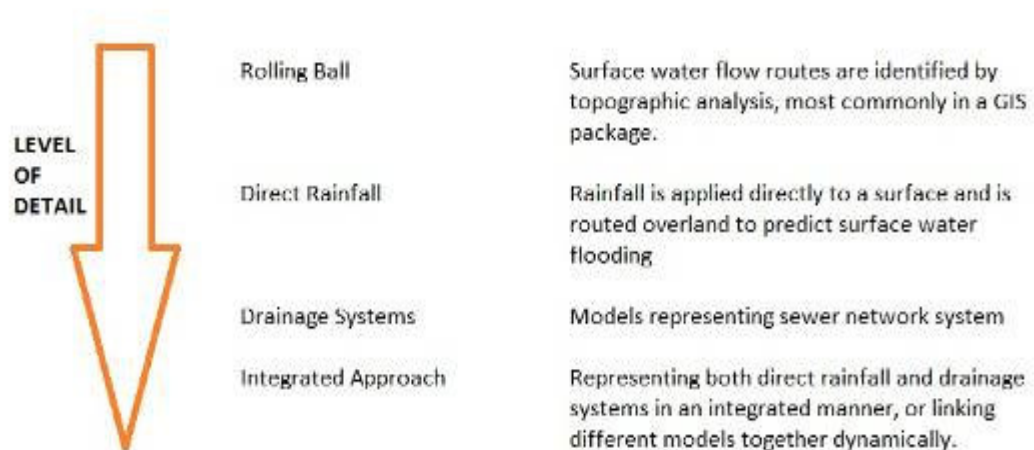 LEVEL
OF
DETAIL
Rolling Ball
Surface water flow routes are identified by
topographic analysis, most commonly in a GIS
package.
Direct Rainfall
Rainfall is applied directly to a surface and is
routed overland to predict surface water
flooding
Drainage Systems
Models representing sewer network system
Integrated Approach
Representing both direct rainfall and drainage
systems in an integrated manner, or linking
different models together dynamically.